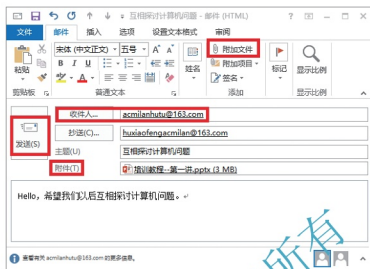 互相探讨计算机问题 - 邮件 (HTML)
文件 邮件 插入 选项 设置文本格式 审阅
粘贴
宋体 (中文正文) 五号 A A
B I U
姓名
附加文件
附加项目
签名
标记
显示比例
剪贴板 普通文本 添加 显示比例
发送(S)
收件人... acmilanhutu@163.com
抄送(C)... huxiaofengacmilan@163.com
主题(U) 互相探讨计算机问题
附件(T) 培训教程--第一讲.pptx (3 MB)
Hello，希望我们以后互相探讨计算机问题。
查看有关 acmilanhutu@163.com 的更多信息。
所有